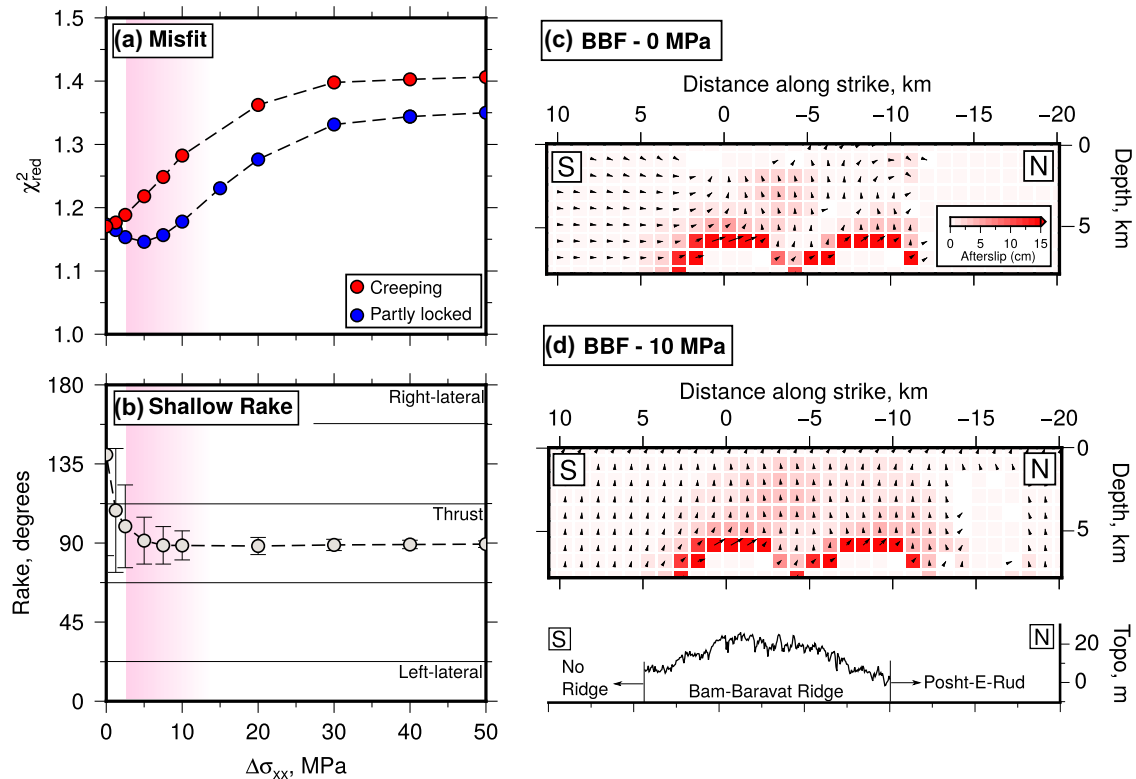 (a) Misfit
1.5
1.4
1.3
1.2
1.1
1.0
χ²red
Creeping
Partly locked
(b) Shallow Rake
180
135
90
45
0
Rake, degrees
Right-lateral
Thrust
Left-lateral
0 10 20 30 40 50
Δσxx, MPa
(c) BBF - 0 MPa
Distance along strike, km
10 5 0 −5 −10 −15 −20
S N
0
5
Depth, km
0 5 10 15
Afterslip (cm)
(d) BBF - 10 MPa
Distance along strike, km
10 5 0 −5 −10 −15 −20
S N
0
5
Depth, km
S N
20
0
Topo, m
No
Ridge
Bam-Baravat Ridge
Posht-E-Rud